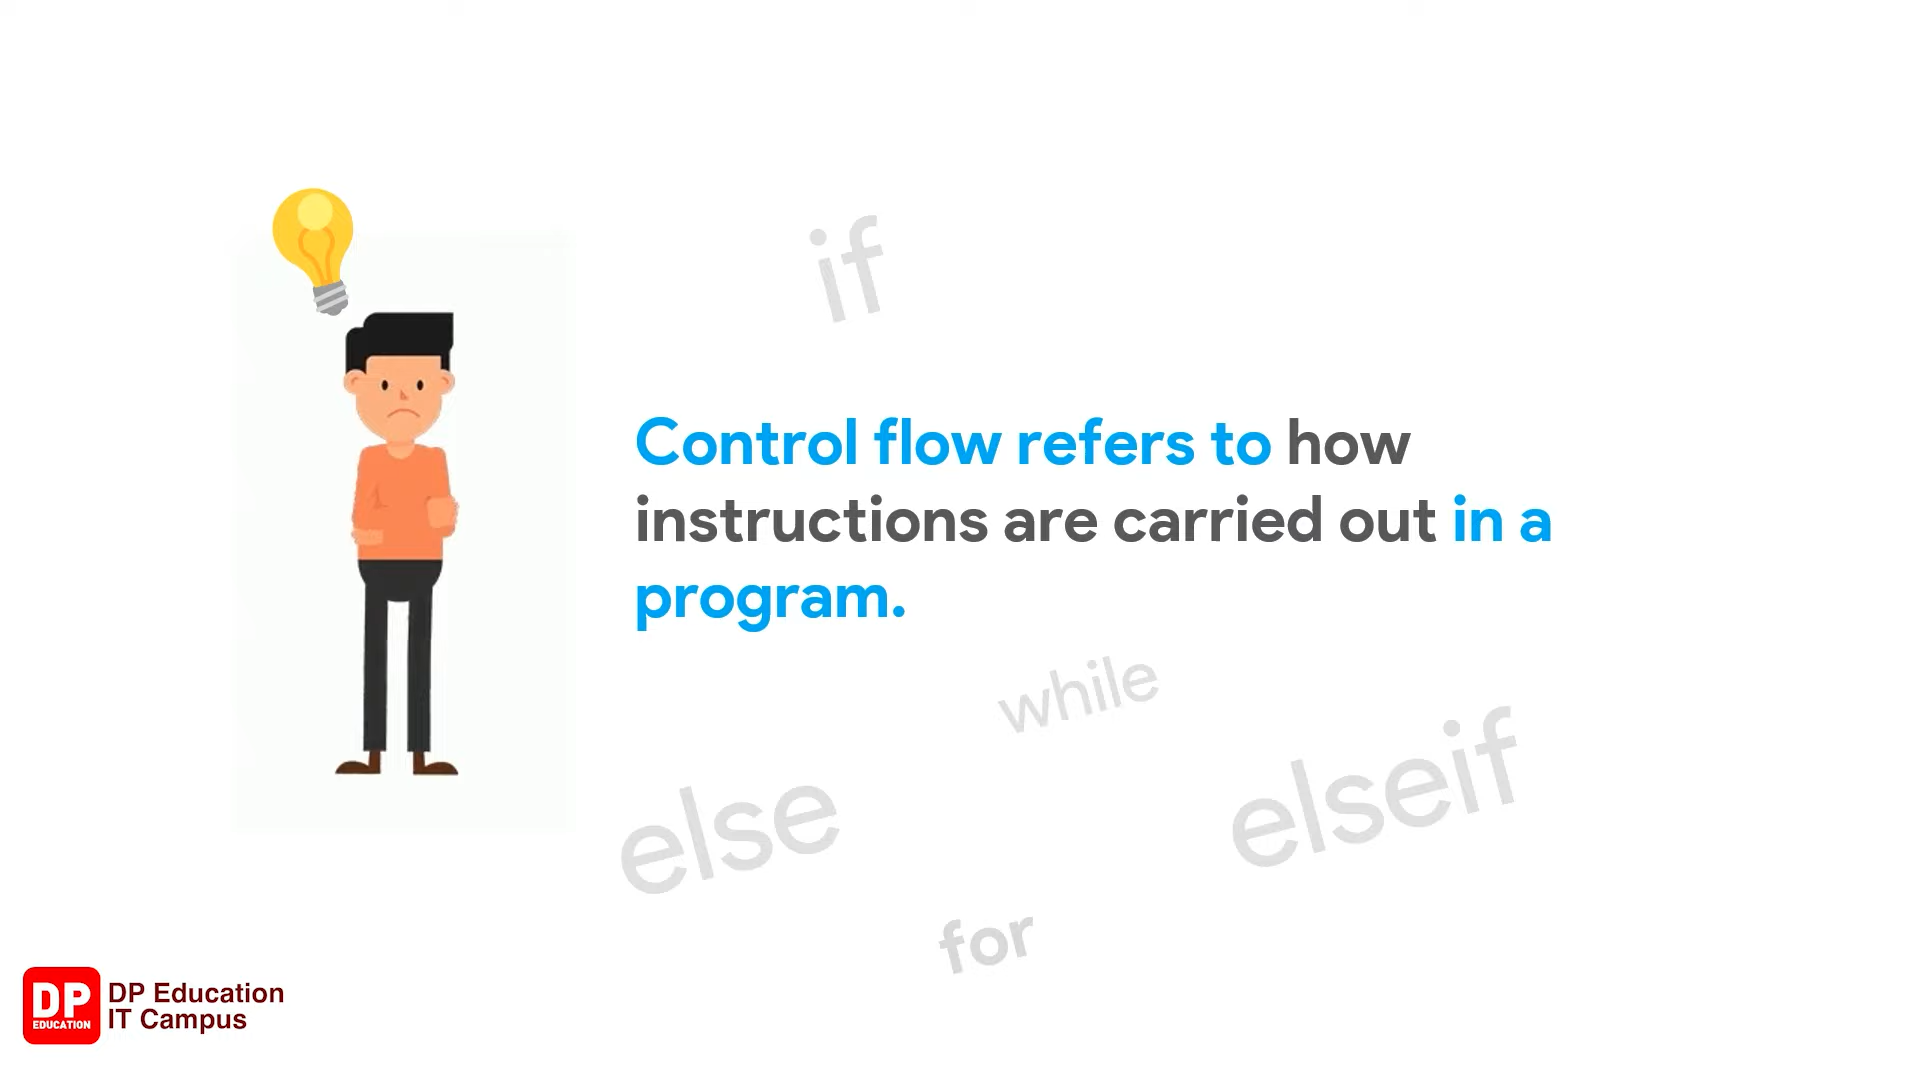 if
Control flow refers to how
instructions are carried out in a
program.
while
elseif
else
for
DP
EDUCATION
DP Education
IT Campus